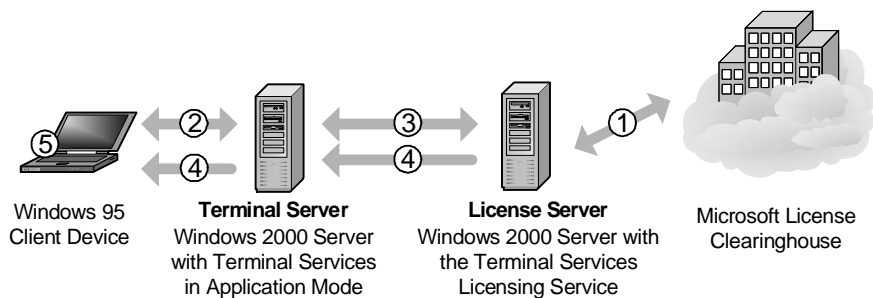 1
2
3
4
4
5
Windows 95
Client Device
Terminal Server
Windows 2000 Server
with Terminal Services
in Application Mode
License Server
Windows 2000 Server with
the Terminal Services
Licensing Service
Microsoft License
Clearinghouse